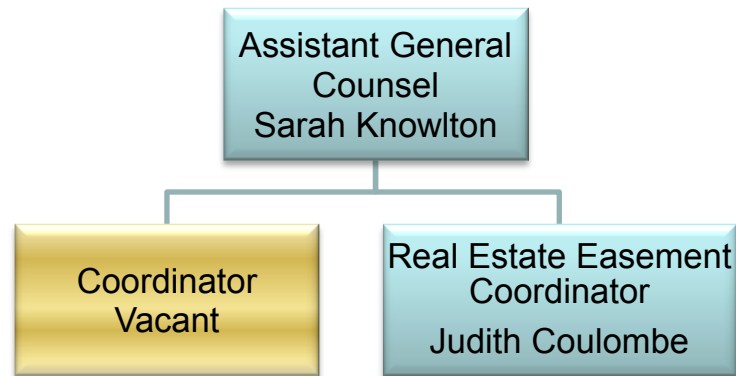 Assistant General
Counsel
Sarah Knowlton
Coordinator
Vacant
Real Estate Easement
Coordinator
Judith Coulombe